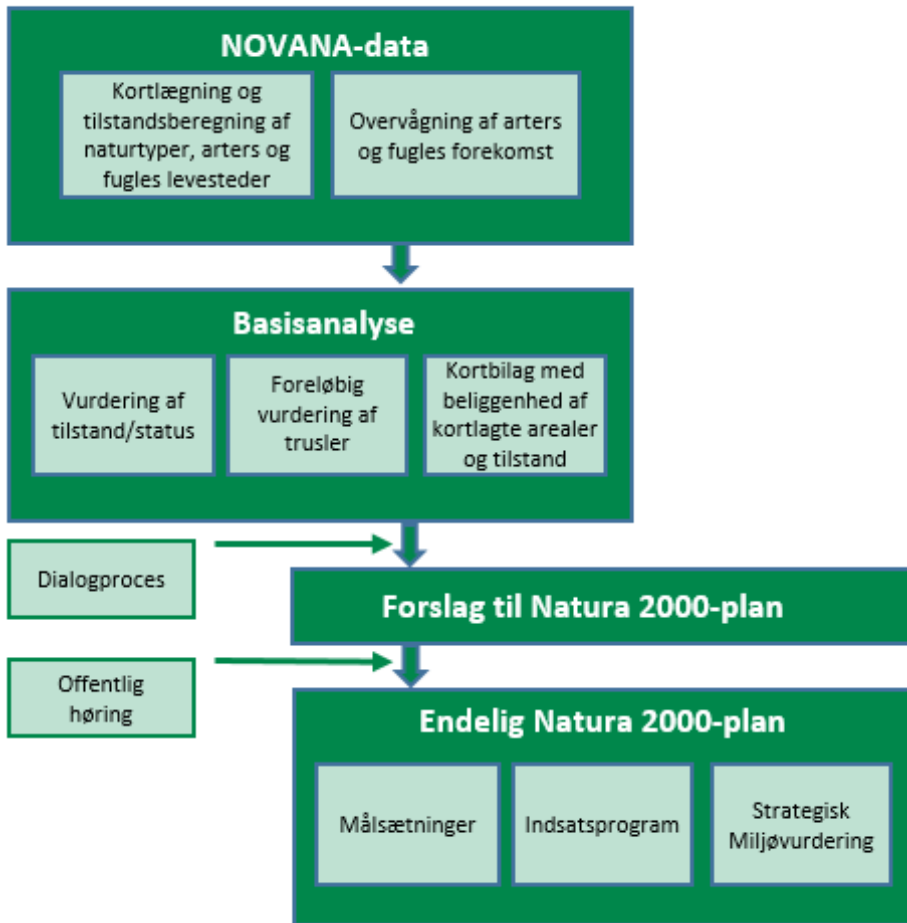 NOVANA-data
Kortlægning og
tilstandsberegning af
naturtyper, arters og
fugles levesteder
Overvågning af arters
og fugles forekomst
Basisanalyse
Vurdering af
tilstand/status
Foreløbig
vurdering af
trusler
Kortbilag med
beliggenhed af
kortlagte arealer
og tilstand
Dialogproces
Forslag til Natura 2000-plan
Offentlig
høring
Endelig Natura 2000-plan
Målsætninger
Indsatsprogram
Strategisk
Miljøvurdering